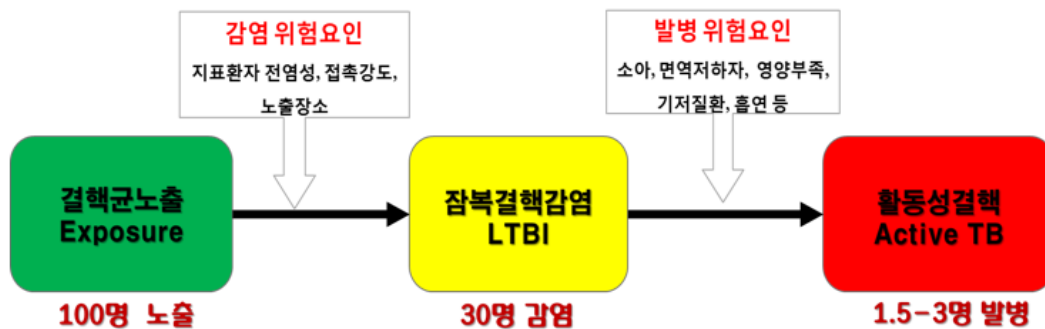 감염 위험요인
지표환자 전염성, 접촉강도,
노출장소
발병 위험요인
소아, 면역저하자, 영양부족,
기저질환, 흡연 등
결핵균노출
Exposure
잠복결핵감염
LTBI
활동성결핵
Active TB
100명 노출
30명 감염
1.5-3명 발병